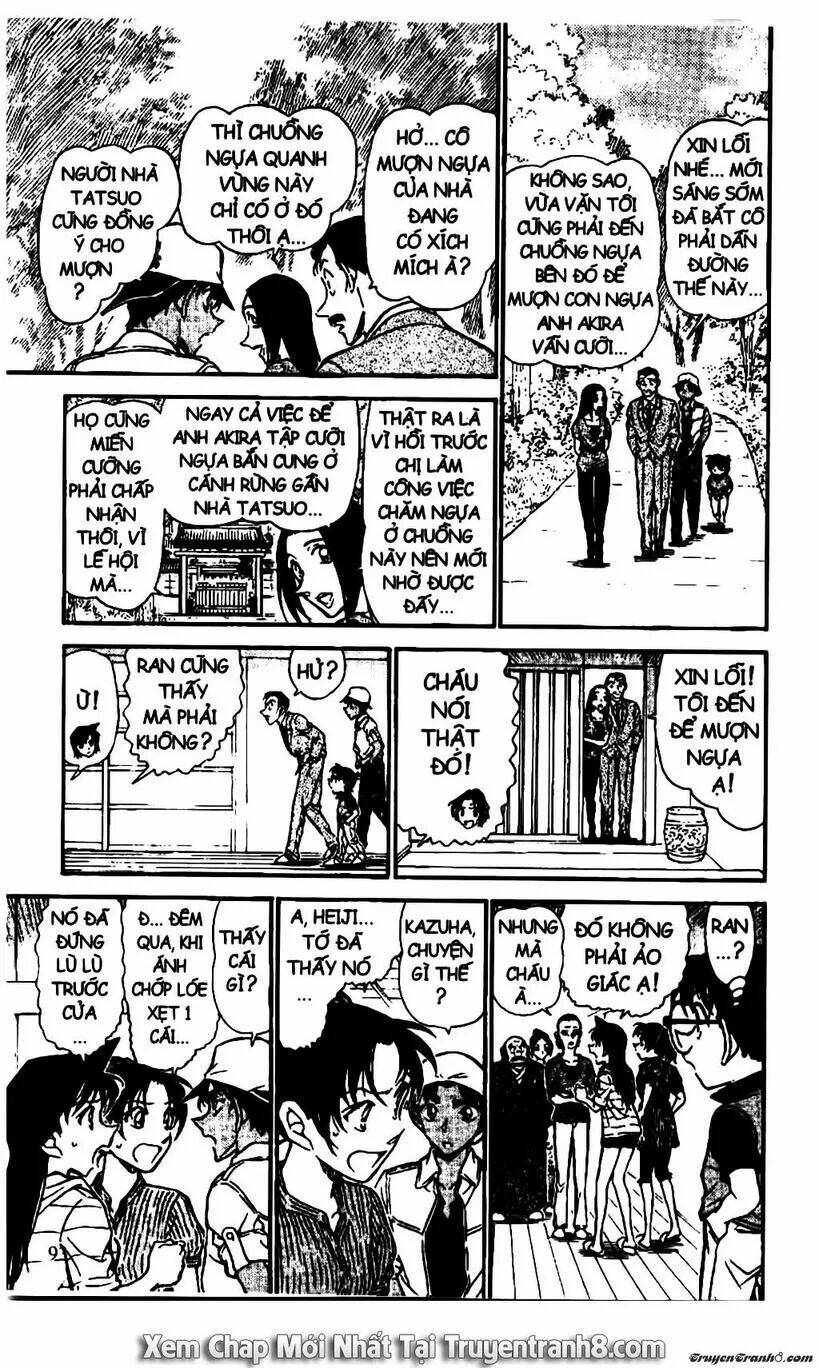 XIN LỖI
NHÉ... MỚI
SÁNG SỚM
ĐÃ BẮT CÔ
PHẢI DẪN
ĐƯỜNG
THẾ NÀY...
KHÔNG SAO,
VỪA VẶN TÔI
CŨNG PHẢI ĐẾN
CHUỒNG NGỰA
BÊN ĐÓ ĐỂ
MƯỢN CON NGỰA
ANH AKIRA
VẪN CƯỠI...
HỞ... CÔ
MƯỢN NGỰA
CỦA NHÀ
ĐANG
CÓ XÍCH
MÍCH À?
THÌ CHUỒNG
NGỰA QUANH
VÙNG NÀY
CHỈ CÓ Ở ĐÓ
THÔI Ạ...
NGƯỜI NHÀ
TATSUO
CŨNG ĐỒNG
Ý CHO
MƯỢN
?
THẬT RA LÀ
VÌ HỒI TRƯỚC
CHỊ LÀM
CÔNG VIỆC
CHĂM NGỰA
Ở CHUỒNG
NÀY NÊN MỚI
NHỜ ĐƯỢC
ĐẤY...
NGAY CẢ VIỆC ĐỂ
ANH AKIRA TẬP CƯỠI
NGỰA BẮN CUNG Ở
CÁNH RỪNG GẦN
NHÀ TATSUO...
HỌ CŨNG
MIỄN
CƯỠNG
PHẢI CHẤP
NHẬN
THÔI, VÌ
LỄ HỘI
MÀ...
XIN LỖI!
TÔI ĐẾN
ĐỂ MƯỢN
NGỰA
Ạ!
CHÁU
NÓI
THẬT
ĐÓ!
HỬ?
RAN CŨNG
THẤY
MÀ PHẢI
KHÔNG?
Ừ!
RAN
...?
ĐÓ KHÔNG
PHẢI ẢO
GIÁC Ạ!
NHƯNG
MÀ
CHÁU
À...
KAZUHA,
CHUYỆN
GÌ THẾ
?
A, HEIJI...
TỚ ĐÃ
THẤY NÓ
...
THẤY
CÁI
GÌ?
Đ... ĐÊM
QUA, KHI
ÁNH
CHỚP LÓE
XẸT 1
CÁI...
NÓ ĐÃ
ĐỨNG
LÙ LÙ
TRƯỚC
CỬA
...
Xem Chap Mới Nhất Tại Truyentranh8.com
TruyenTranh8.com